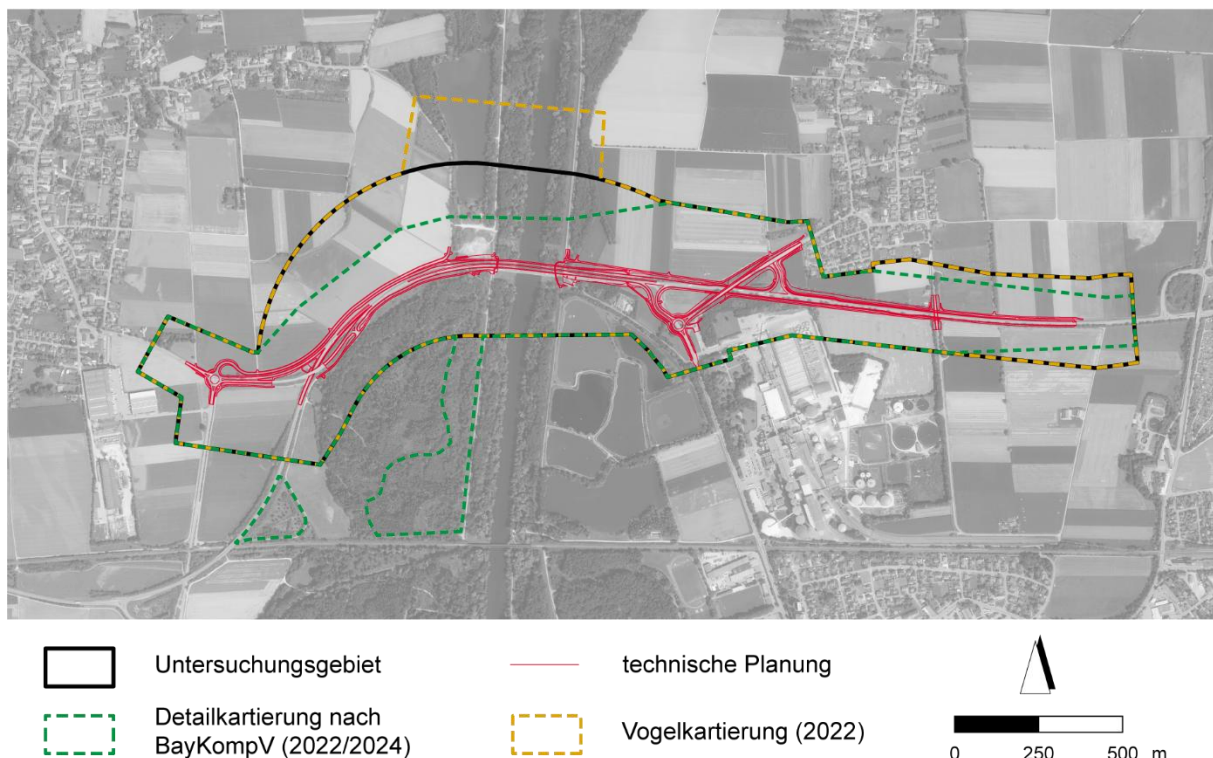 Untersuchungsgebiet
technische Planung
Detailkartierung nach
BayKompV (2022/2024)
Vogelkartierung (2022)
0 250 500 m